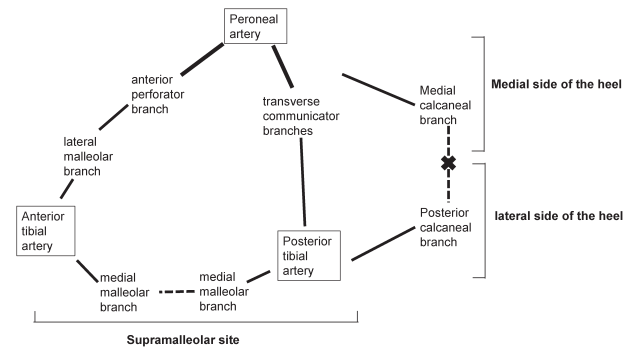 Peroneal
artery
anterior
perforator
branch
transverse
communicator
branches
Medial
calcaneal
branch
Medial side of the heel
lateral
malleolar
branch
Anterior
tibial
artery
Posterior
tibial
artery
Posterior
calcaneal
branch
lateral side of the heel
medial
malleolar
branch
medial
malleolar
branch
Supramalleolar site